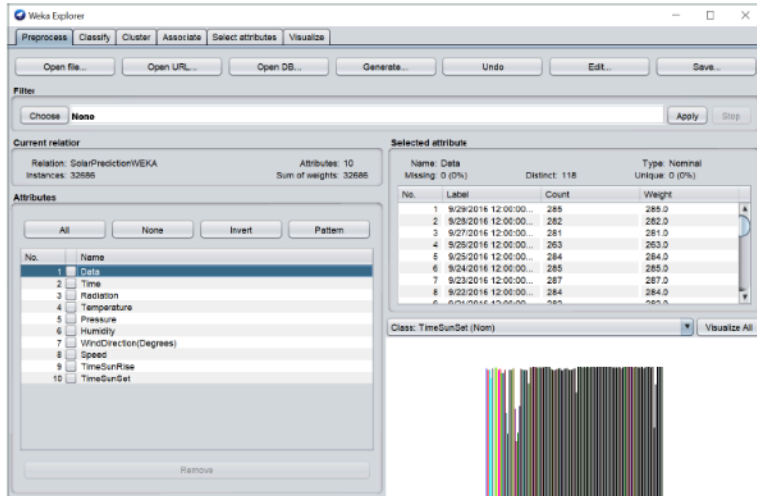 Weka Explorer
Preprocess Classify Cluster Associate Select attributes Visualize
Open file... Open URL... Open DB... Generate... Undo Edit... Save...
Filter
Choose None Apply Stop
Current relation
Relation: SolarPredictionWEKA Attributes: 10
Instances: 32686 Sum of weights: 32686
Attributes
All None Invert Pattern
No. Name
1 Data
2 Time
3 Radiation
4 Temperature
5 Pressure
6 Humidity
7 WindDirection(Degrees)
8 Speed
9 TimeSunRise
10 TimeSunSet
Remove
Selected attribute
Name: Data Type: Nominal
Missing: 0 (0%) Distinct: 118 Unique: 0 (0%)
No. Label Count Weight
1 9/29/2016 12:00:00... 285 285.0
2 9/28/2016 12:00:00... 282 282.0
3 9/27/2016 12:00:00... 281 281.0
4 9/26/2016 12:00:00... 263 263.0
5 9/25/2016 12:00:00... 284 284.0
6 9/24/2016 12:00:00... 285 285.0
7 9/23/2016 12:00:00... 287 287.0
8 9/22/2016 12:00:00... 284 284.0
Class: TimeSunSet (Nom) Visualize All